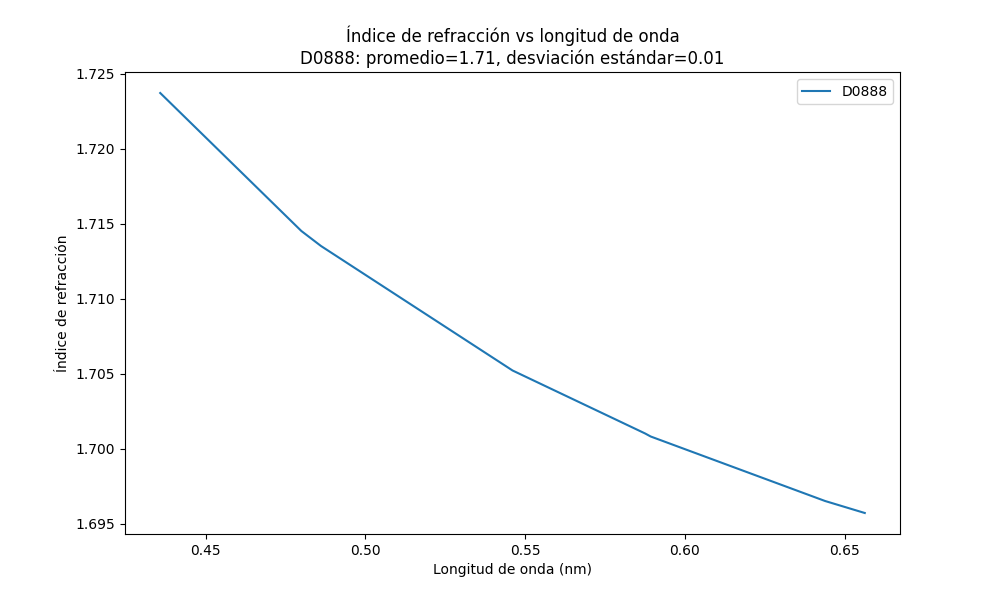 Índice de refracción vs longitud de onda
D0888: promedio=1.71, desviación estándar=0.01
D0888
Índice de refracción
1.725
1.720
1.715
1.710
1.705
1.700
1.695
0.45 0.50 0.55 0.60 0.65
Longitud de onda (nm)